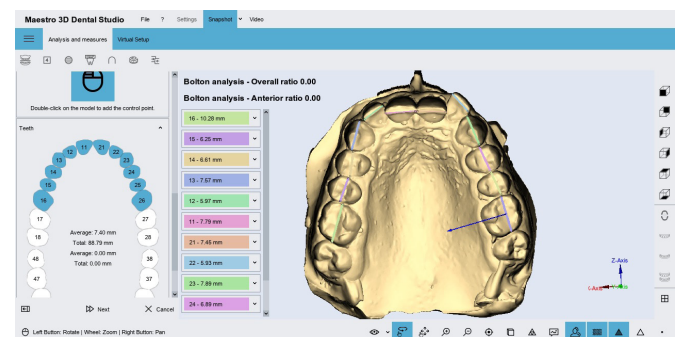 Maestro 3D Dental Studio File ? Settings Snapshot Video
Analysis and measures Virtual Setup
Double-click on the model to add the control point.
Teeth
11 21
12 22
13 23
14 24
15 25
16 26
17 27
18 28
48 38
47 37
Average: 7.40 mm
Total: 88.79 mm
Average: 0.00 mm
Total: 0.00 mm
Next Cancel
Bolton analysis - Overall ratio 0.00
Bolton analysis - Anterior ratio 0.00
16 - 10.28 mm
15 - 6.25 mm
14 - 6.61 mm
13 - 7.67 mm
12 - 5.97 mm
11 - 7.79 mm
21 - 7.45 mm
22 - 5.93 mm
23 - 7.89 mm
24 - 6.89 mm
Z-Axis
Left Button: Rotate | Wheel: Zoom | Right Button: Pan